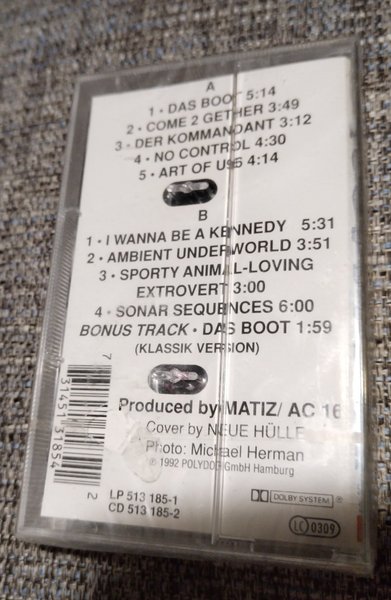 A
1 • DAS BOOT 5:14
2 • COME 2 GETHER 3:49
3 • DER KOMMANDANT 3:12
4 • NO CONTROL 4:30
5 • ART OF U96 4:14
B
1 • I WANNA BE A KENNEDY 5:31
2 • AMBIENT UNDERWORLD 3:51
3 • SPORTY ANIMAL-LOVING
EXTROVERT 3:00
4 • SONAR SEQUENCES 6:00
BONUS TRACK • DAS BOOT 1:59
(KLASSIK VERSION)
Produced by MATIZ/ AC 16
Cover by NEUE HÜLLE
Photo: Michael Herman
℗ 1992 POLYDOR GmbH Hamburg
7 31451 31854 2
LP 513 185-1
CD 513 185-2
DOLBY SYSTEM ®
LC 0309